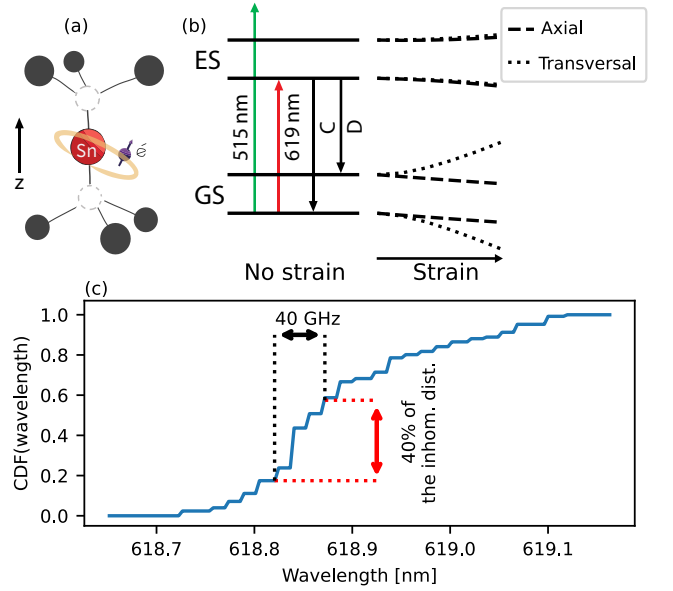 (a)
Sn
é
z
(b)
ES
GS
515 nm
619 nm
C
D
No strain
Strain
Axial
Transversal
(c)
40 GHz
40% of
the inhom. dist.
CDF(wavelength)
1.0
0.8
0.6
0.4
0.2
0.0
618.7
618.8
618.9
619.0
619.1
Wavelength [nm]